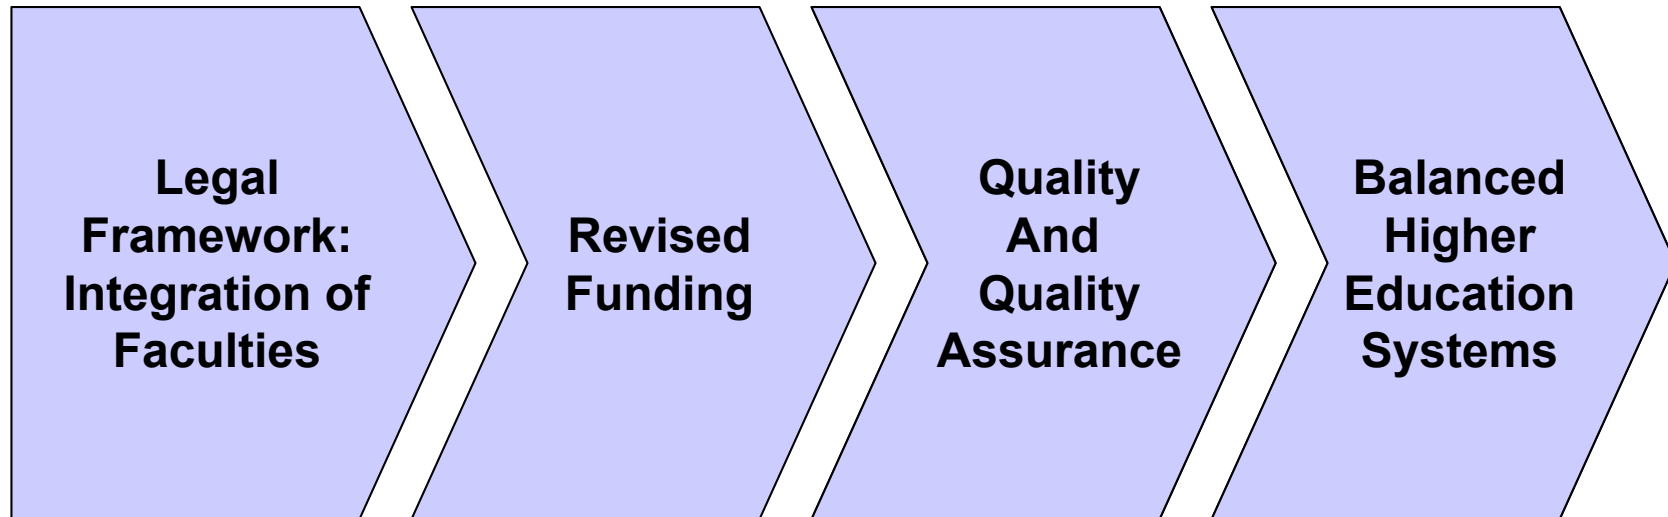 Legal
Framework:
Integration of
Faculties
Revised
Funding
Quality
And
Quality
Assurance
Balanced
Higher
Education
Systems